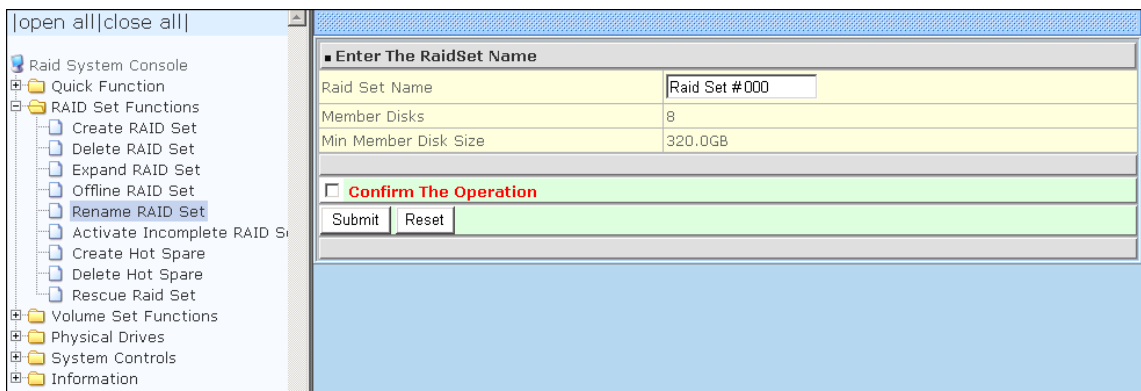 |open all|close all|
Raid System Console
Quick Function
RAID Set Functions
Create RAID Set
Delete RAID Set
Expand RAID Set
Offline RAID Set
Rename RAID Set
Activate Incomplete RAID S
Create Hot Spare
Delete Hot Spare
Rescue Raid Set
Volume Set Functions
Physical Drives
System Controls
Information
Enter The RaidSet Name
Raid Set Name Raid Set #000
Member Disks 8
Min Member Disk Size 320.0GB
Confirm The Operation
Submit Reset